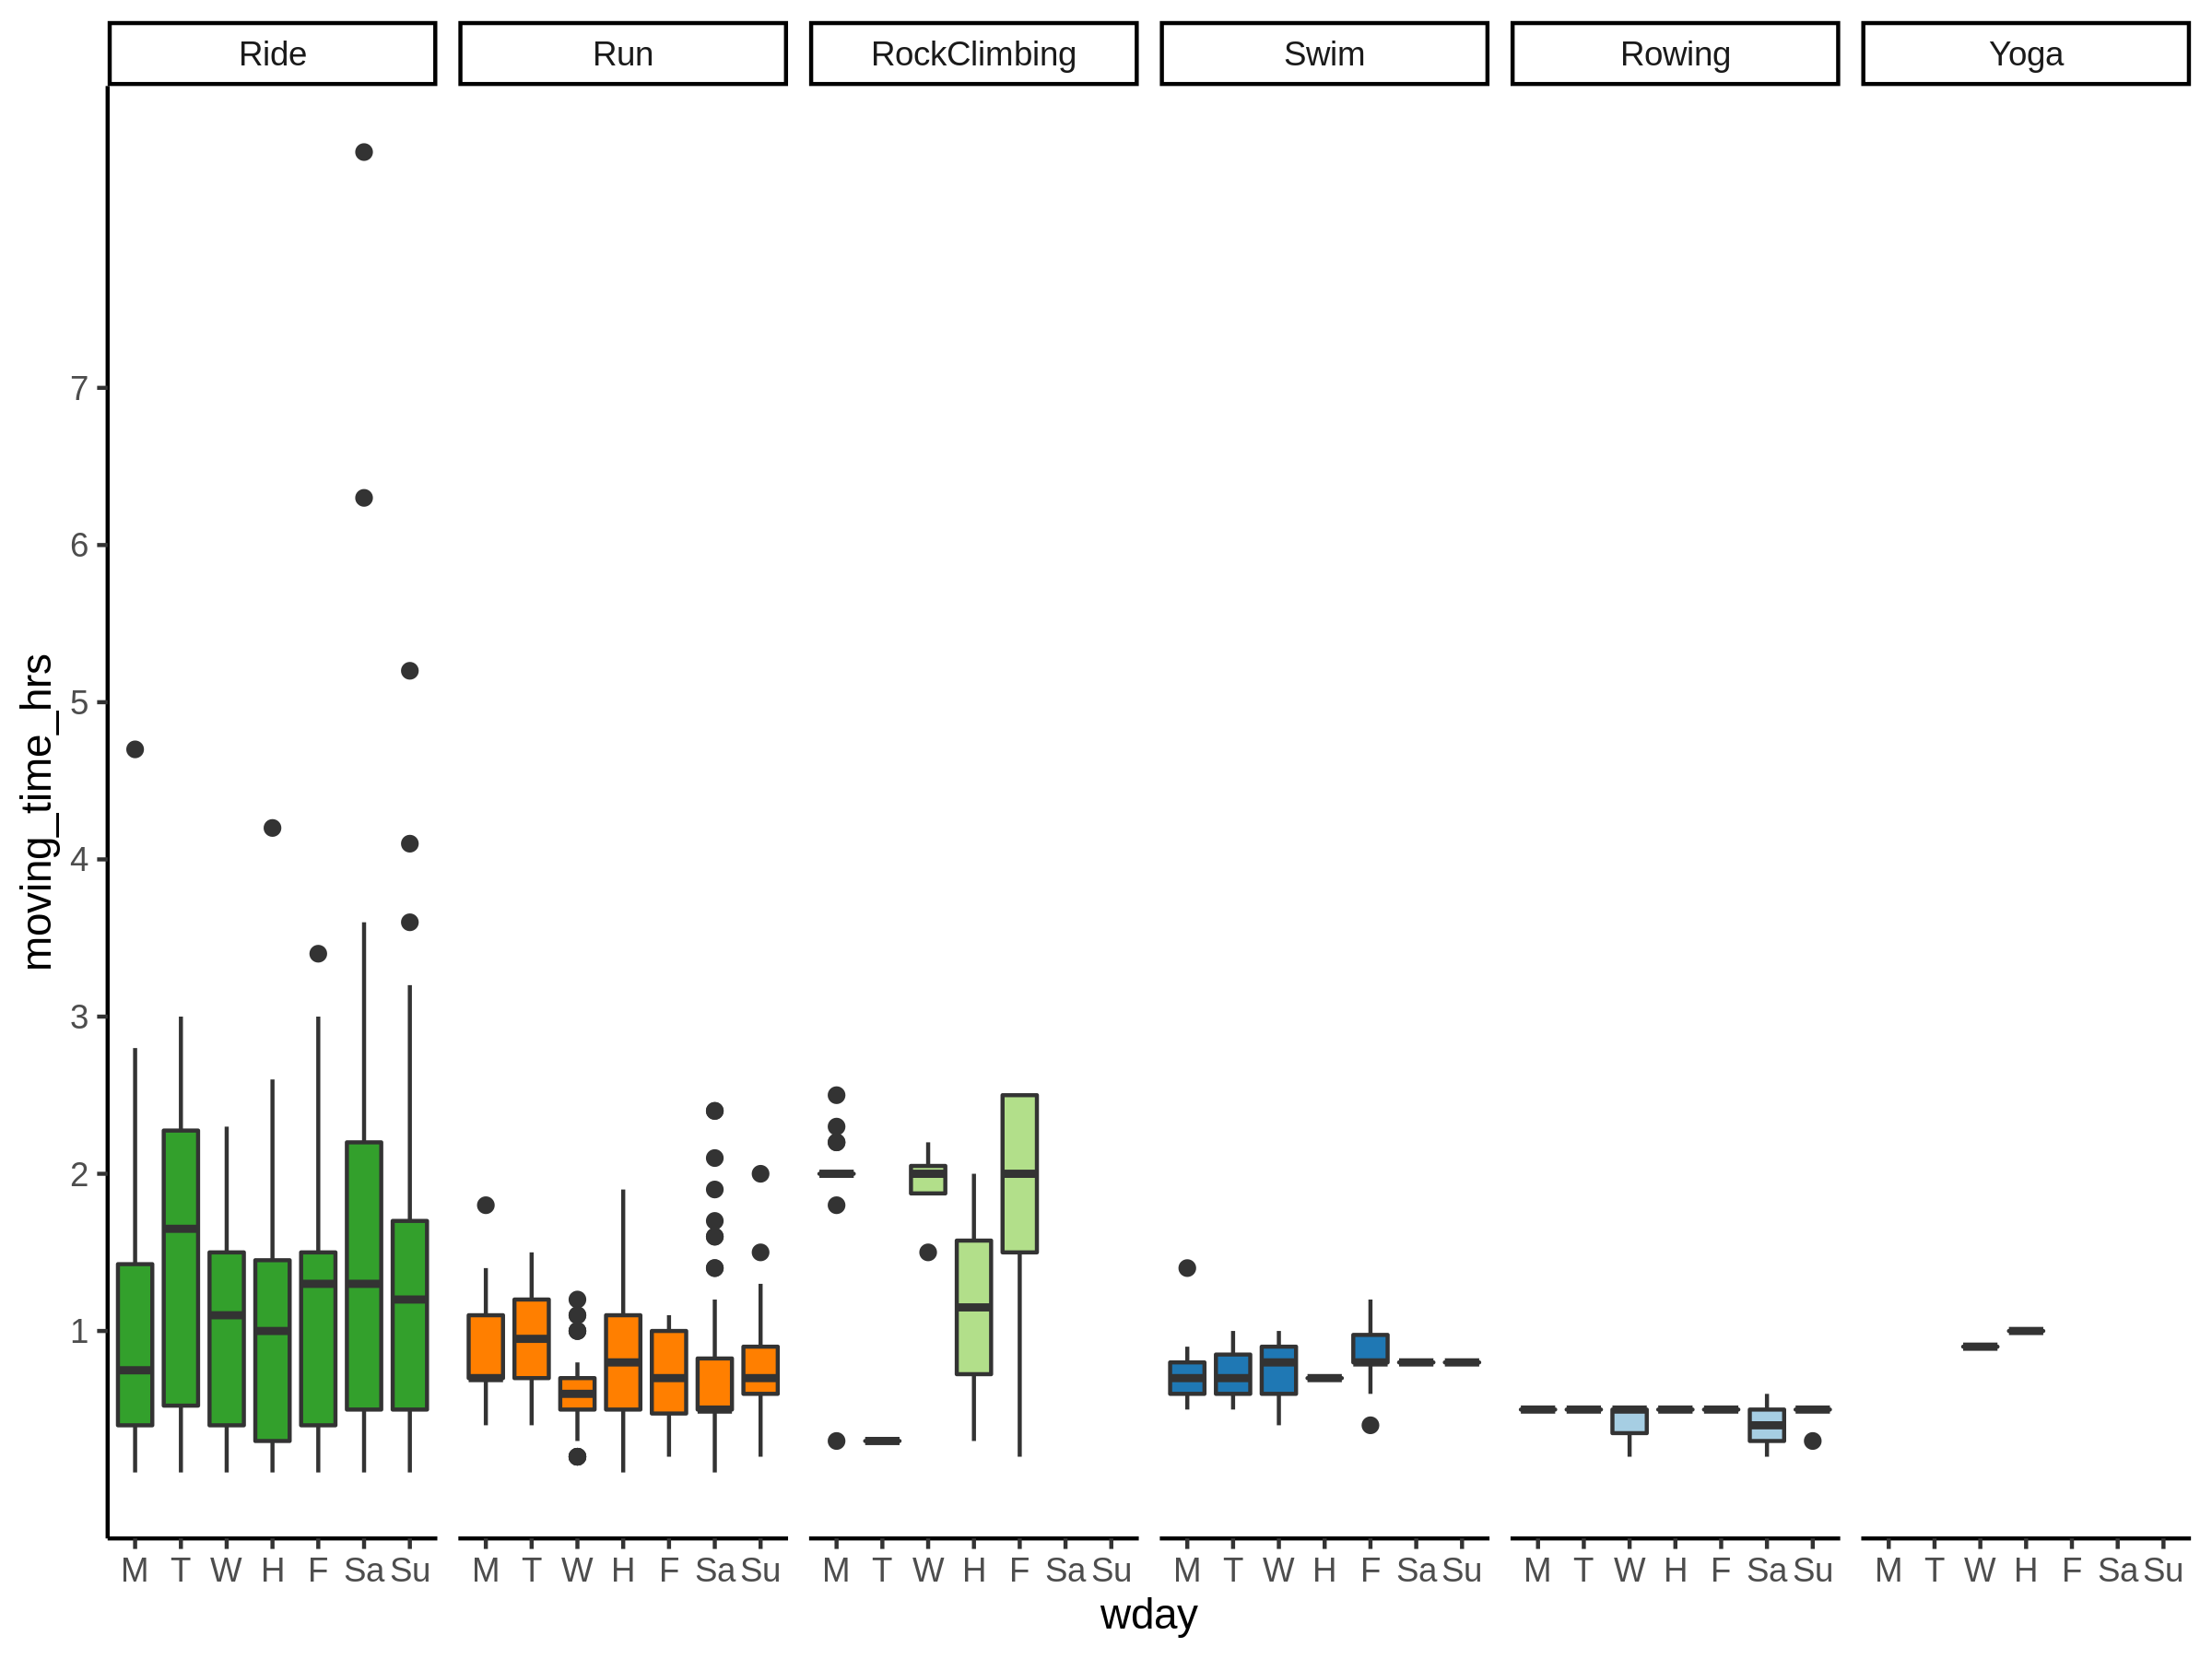 Ride Run RockClimbing Swim Rowing Yoga
7
6
5
4
3
2
1
moving_time_hrs
M T W H F Sa Su M T W H F Sa Su M T W H F Sa Su M T W H F Sa Su M T W H F Sa Su M T W H F Sa Su
wday